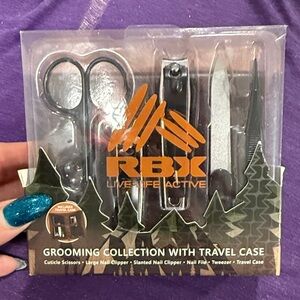 RBX
LIVE LIFE ACTIVE
GROOMING COLLECTION WITH TRAVEL CASE
Cuticle Scissors • Large Nail Clipper • Slanted Nail Clipper • Nail File • Tweezer • Travel Case